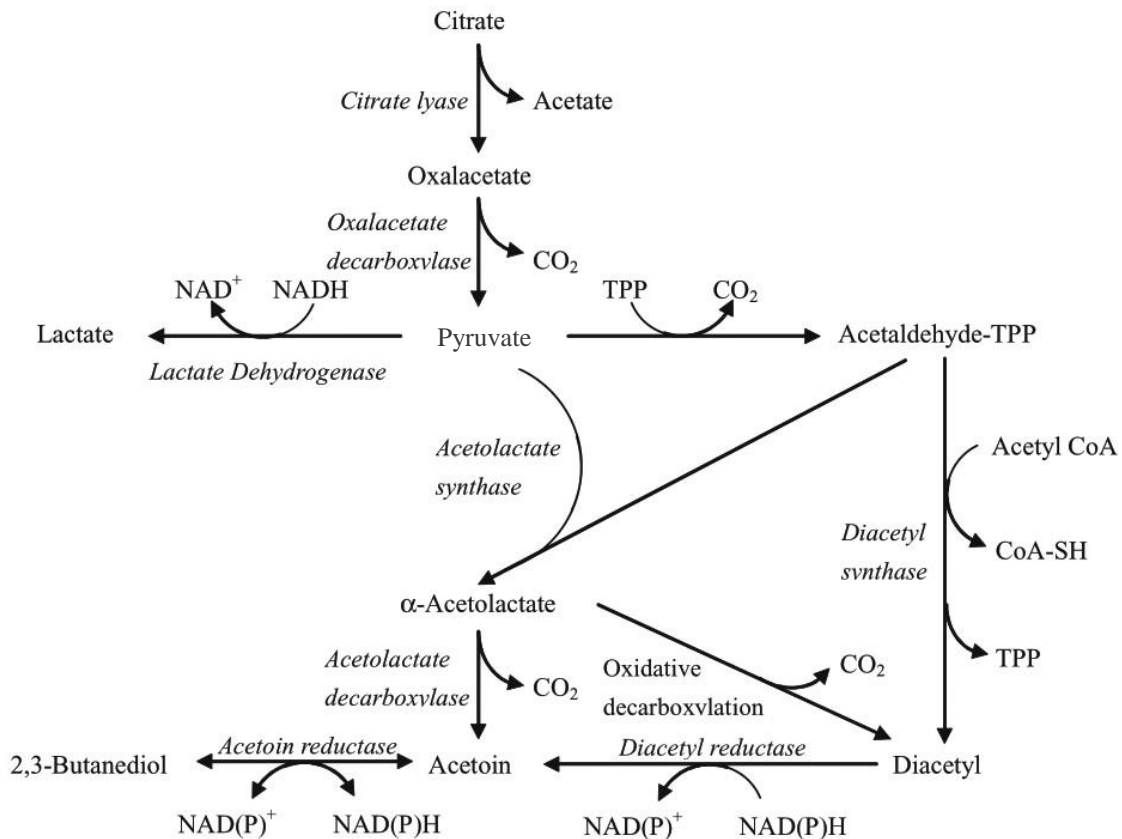 Citrate
Citrate lyase
Acetate
Oxalacetate
Oxalacetate
decarboxvlase
CO₂
NAD⁺
NADH
TPP
CO₂
Lactate
Pyruvate
Acetaldehyde-TPP
Lactate Dehydrogenase
Acetolactate
synthase
Acetyl CoA
Diacetyl
svnthase
CoA-SH
α-Acetolactate
Acetolactate
decarboxvlase
CO₂
Oxidative
decarboxvlation
CO₂
TPP
2,3-Butanediol
Acetoin reductase
Acetoin
Diacetyl reductase
Diacetyl
NAD(P)⁺
NAD(P)H
NAD(P)⁺
NAD(P)H